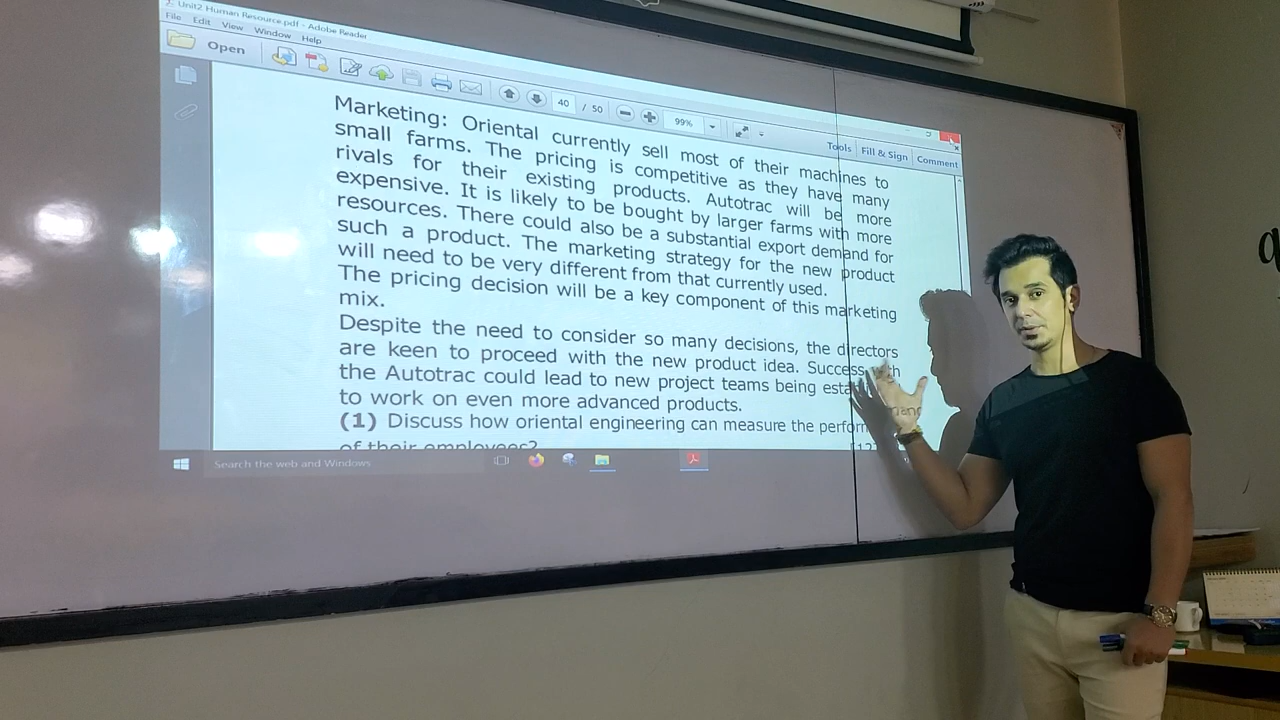 Unit2 Human Resource.pdf - Adobe Reader
File Edit View Window Help
Open 40 / 50 99% Tools Fill & Sign Comment
Marketing: Oriental currently sell most of their machines to
small farms. The pricing is competitive as they have many
rivals for their existing products. Autotrac will be more
expensive. It is likely to be bought by larger farms with more
resources. There could also be a substantial export demand for
such a product. The marketing strategy for the new product
will need to be very different from that currently used.
The pricing decision will be a key component of this marketing
mix.
Despite the need to consider so many decisions, the directors
are keen to proceed with the new product idea. Success
the Autotrac could lead to new project teams being
to work on even more advanced products.
(1) Discuss how oriental engineering can measure the
of their employees?
Search the web and Windows